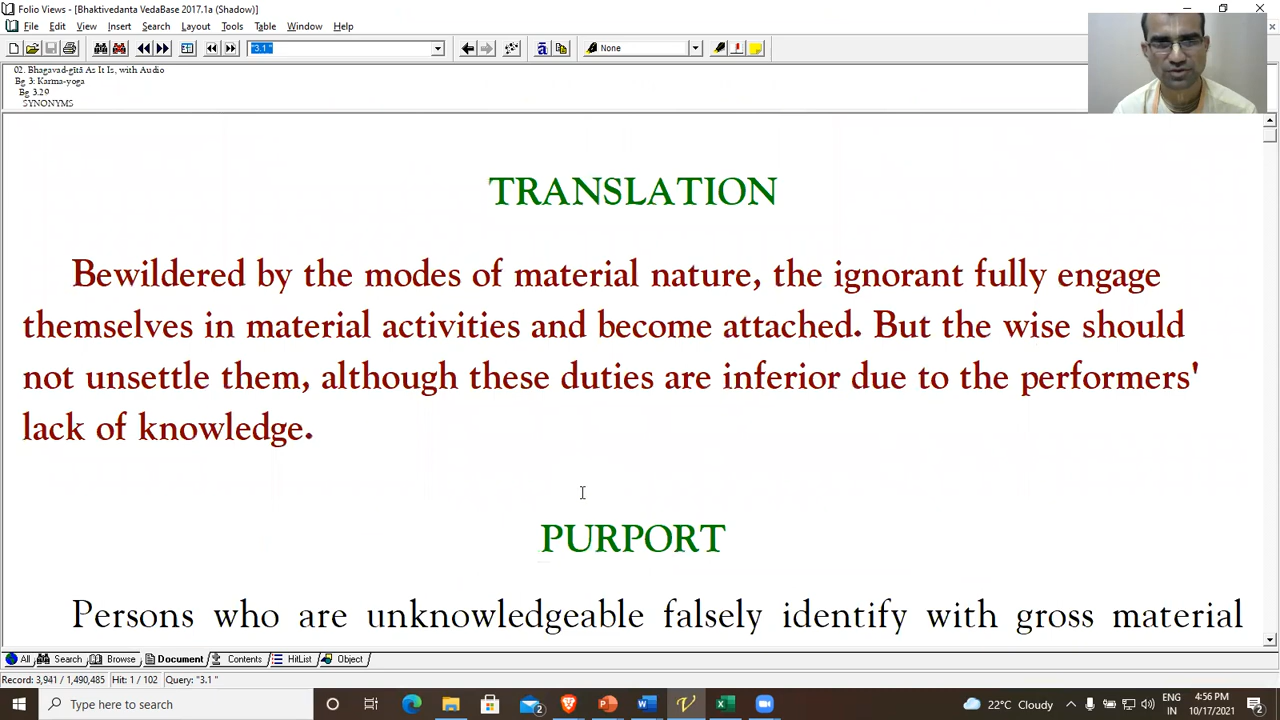 Folio Views - [Bhaktivedanta VedaBase 2017.1a (Shadow)]
File Edit View Insert Search Layout Tools Table Window Help
"3.1 "
None
02. Bhagavad-gītā As It Is, with Audio
Bg 3: Karma-yoga
Bg 3.29
SYNONYMS
TRANSLATION
Bewildered by the modes of material nature, the ignorant fully engage
themselves in material activities and become attached. But the wise should
not unsettle them, although these duties are inferior due to the performers'
lack of knowledge.
PURPORT
Persons who are unknowledgeable falsely identify with gross material
All Search Browse Document Contents HitList Object
Record: 3,941 / 1,490,485 Hit: 1 / 102 Query: "3.1 "
Type here to search
2
22°C Cloudy
ENG
IN
4:56 PM
10/17/2021
2